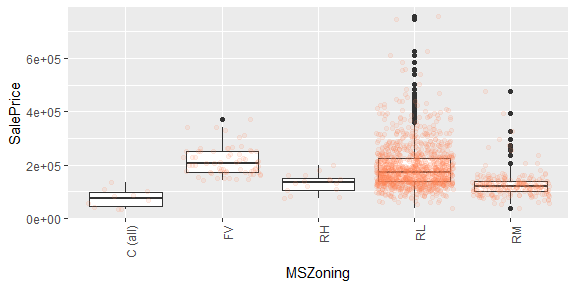 SalePrice
6e+05
4e+05
2e+05
0e+00
C (all)
FV
RH
RL
RM
MSZoning